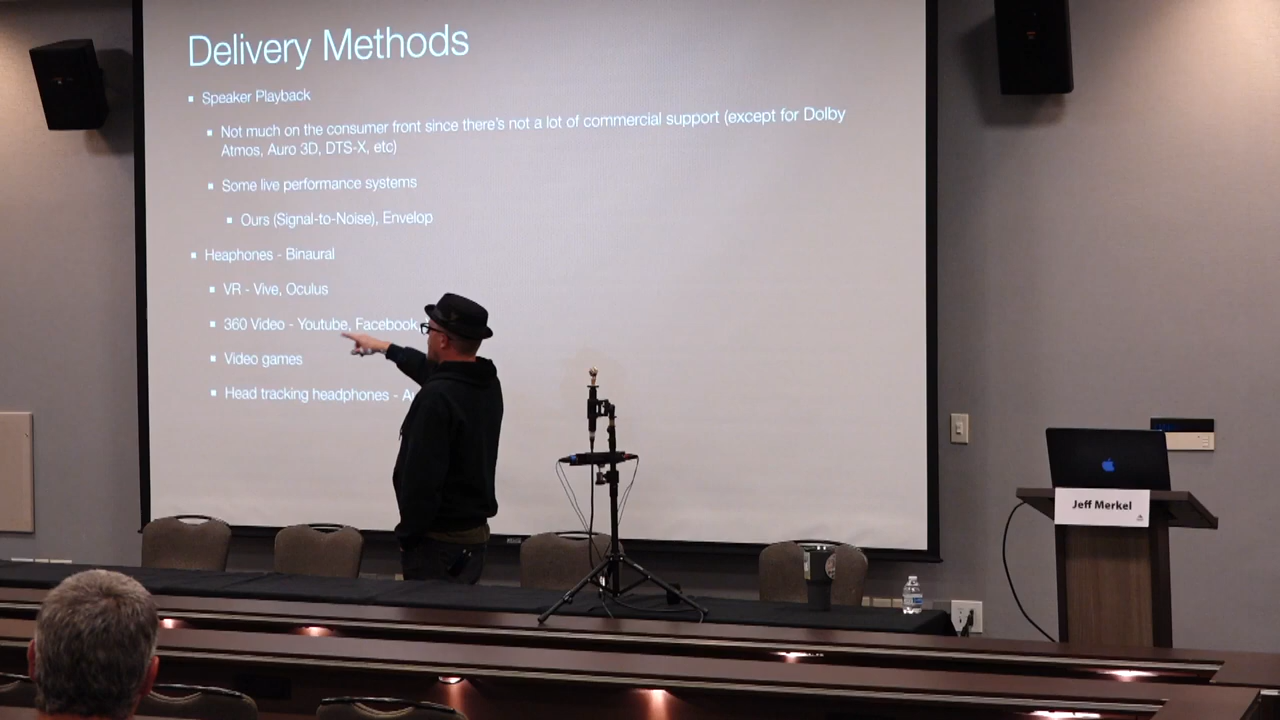 Delivery Methods
Speaker Playback
Not much on the consumer front since there's not a lot of commercial support (except for Dolby
Atmos, Auro 3D, DTS-X, etc)
Some live performance systems
Ours (Signal-to-Noise), Envelop
Heaphones - Binaural
VR - Vive, Oculus
360 Video - Youtube, Facebook,
Video games
Head tracking headphones -
Jeff Merkel